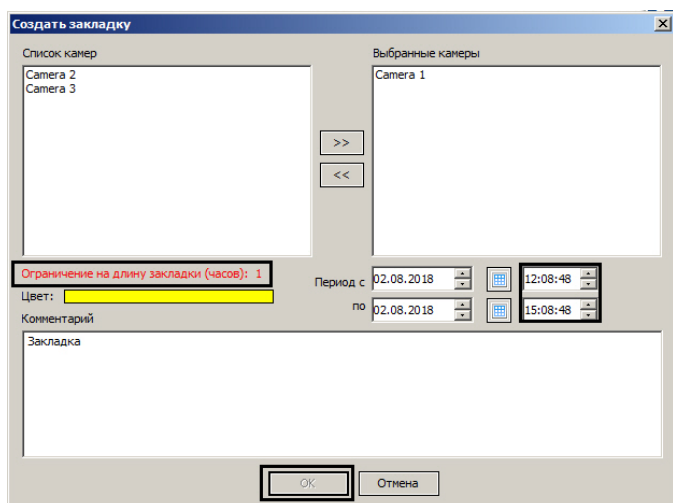 Создать закладку
Список камер
Выбранные камеры
Camera 2
Camera 3
Camera 1
>>
<<
Ограничение на длину закладки (часов): 1
Период с 02.08.2018 12:08:48
Цвет:
по 02.08.2018 15:08:48
Комментарий
Закладка
OK
Отмена